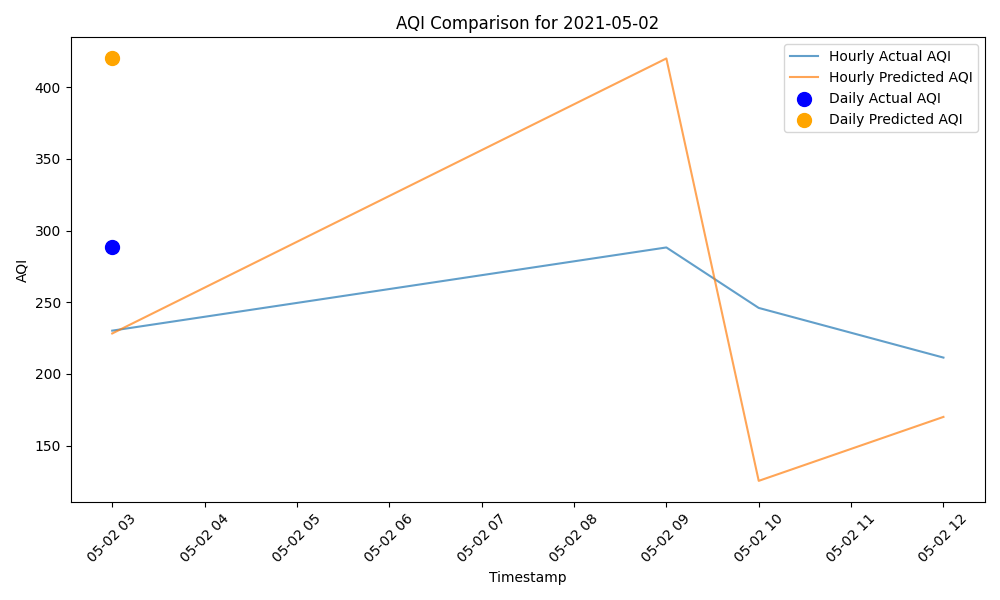 AQI Comparison for 2021-05-02
Hourly Actual AQI
Hourly Predicted AQI
Daily Actual AQI
Daily Predicted AQI
AQI
400
350
300
250
200
150
05-02 03
05-02 04
05-02 05
05-02 06
05-02 07
05-02 08
05-02 09
05-02 10
05-02 11
05-02 12
Timestamp